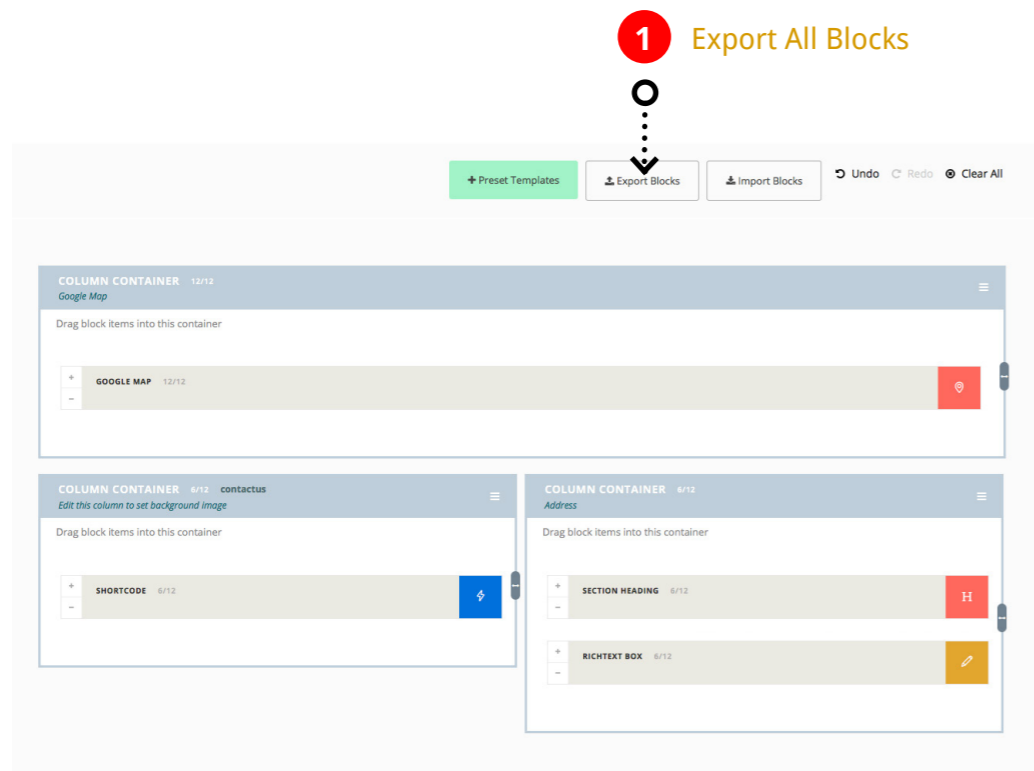 1 Export All Blocks
+ Preset Templates Export Blocks Import Blocks Undo Redo Clear All
COLUMN CONTAINER 12/12
Google Map
Drag block items into this container
+
GOOGLE MAP 12/12
−
COLUMN CONTAINER 6/12 contactus
Edit this column to set background image
Drag block items into this container
+
SHORTCODE 6/12
−
COLUMN CONTAINER 6/12
Address
Drag block items into this container
+
SECTION HEADING 6/12
H
−
+
RICHTEXT BOX 6/12
−